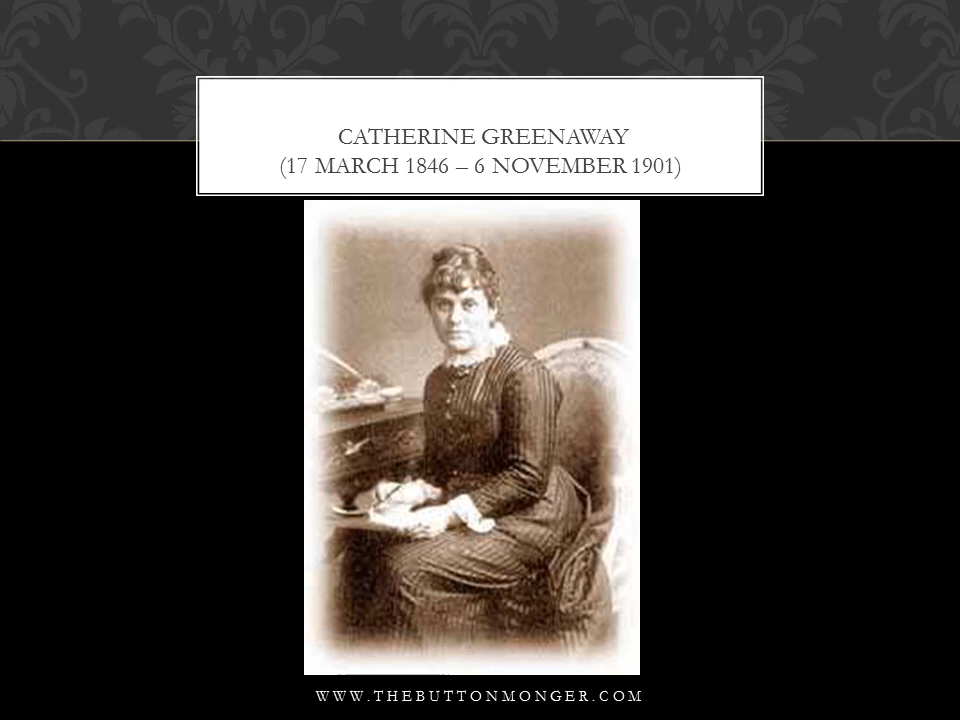 CATHERINE GREENAWAY
(17 MARCH 1846 – 6 NOVEMBER 1901)
WWW.THEBUTTONMONGER.COM